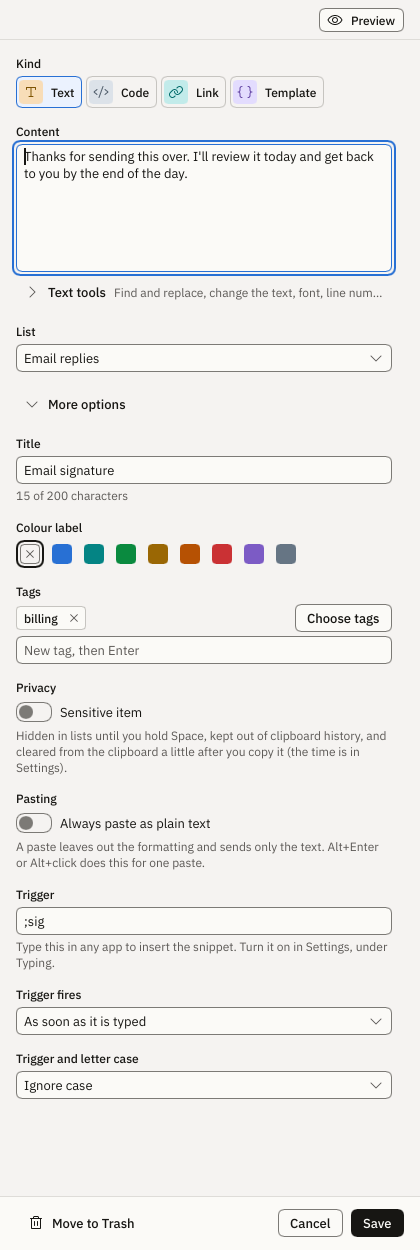 Preview
Kind
T Text
</> Code
Link
{ } Template
Content
Thanks for sending this over. I'll review it today and get back
to you by the end of the day.
Text tools Find and replace, change the text, font, line num...
List
Email replies
More options
Title
Email signature
15 of 200 characters
Colour label
Tags
billing
Choose tags
New tag, then Enter
Privacy
Sensitive item
Hidden in lists until you hold Space, kept out of clipboard history, and
cleared from the clipboard a little after you copy it (the time is in
Settings).
Pasting
Always paste as plain text
A paste leaves out the formatting and sends only the text. Alt+Enter
or Alt+click does this for one paste.
Trigger
;sig
Type this in any app to insert the snippet. Turn it on in Settings, under
Typing.
Trigger fires
As soon as it is typed
Trigger and letter case
Ignore case
Move to Trash
Cancel
Save